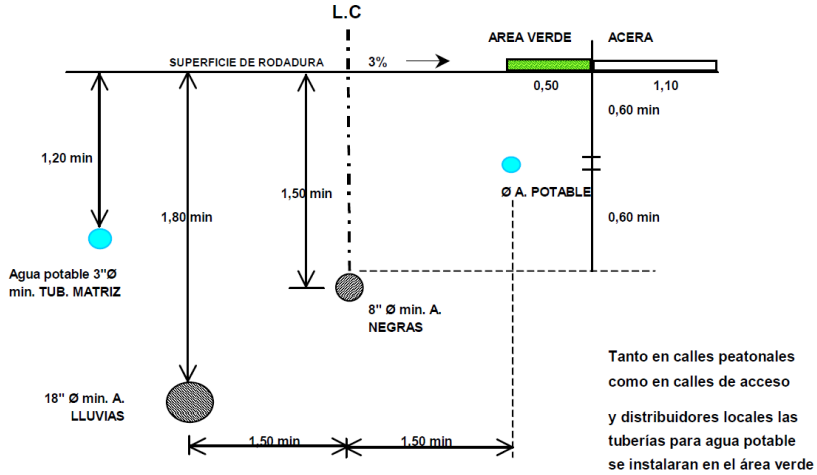 L.C
AREA VERDE
ACERA
SUPERFICIE DE RODADURA
3%
0,50
1,10
0,60 min
1,20 min
1,50 min
1,80 min
Ø A. POTABLE
0,60 min
Agua potable 3"Ø
min. TUB. MATRIZ
8" Ø min. A.
NEGRAS
18" Ø min. A.
LLUVIAS
1,50 min
1,50 min
Tanto en calles peatonales
como en calles de acceso
y distribuidores locales las
tuberías para agua potable
se instalaran en el área verde